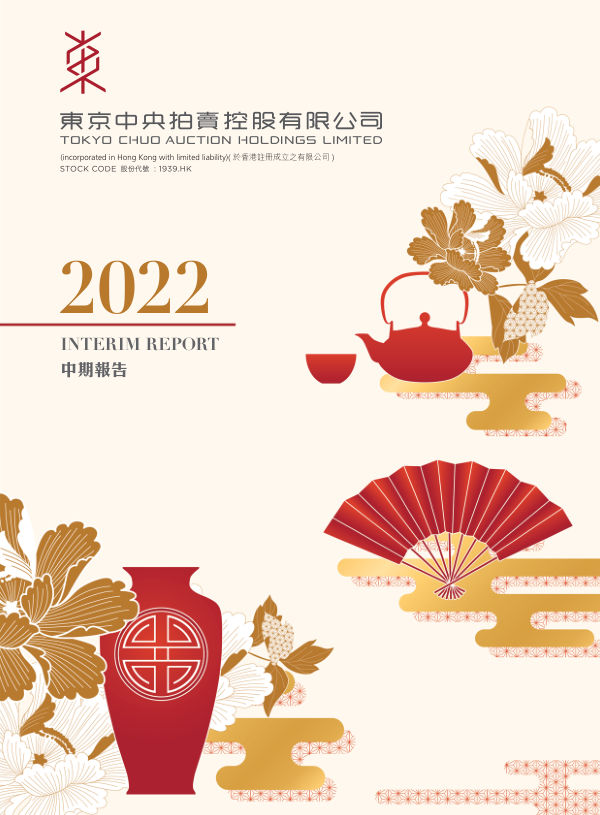 東京中央拍賣控股有限公司
TOKYO CHUO AUCTION HOLDINGS LIMITED
(incorporated in Hong Kong with limited liability)( 於香港註冊成立之有限公司 )
STOCK CODE 股份代號 : 1939.HK
2022
INTERIM REPORT
中期報告